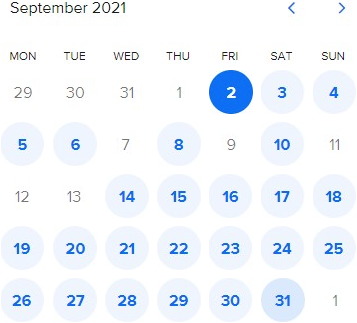 September 2021
MON TUE WED THU FRI SAT SUN
29 30 31 1 2 3 4
5 6 7 8 9 10 11
12 13 14 15 16 17 18
19 20 21 22 23 24 25
26 27 28 29 30 31 1